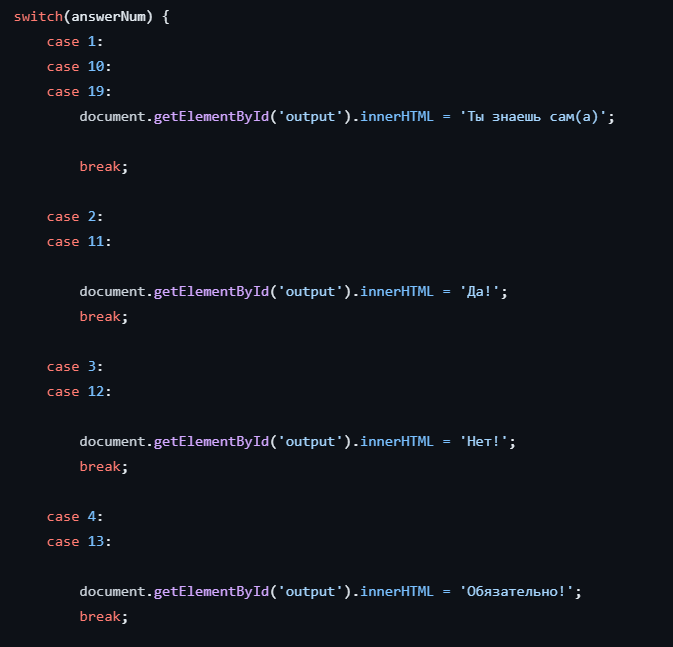 switch(answerNum) {
case 1:
case 10:
case 19:
document.getElementById('output').innerHTML = 'Ты знаешь сам(а)';
break;
case 2:
case 11:
document.getElementById('output').innerHTML = 'Да!';
break;
case 3:
case 12:
document.getElementById('output').innerHTML = 'Нет!';
break;
case 4:
case 13:
document.getElementById('output').innerHTML = 'Обязательно!';
break;